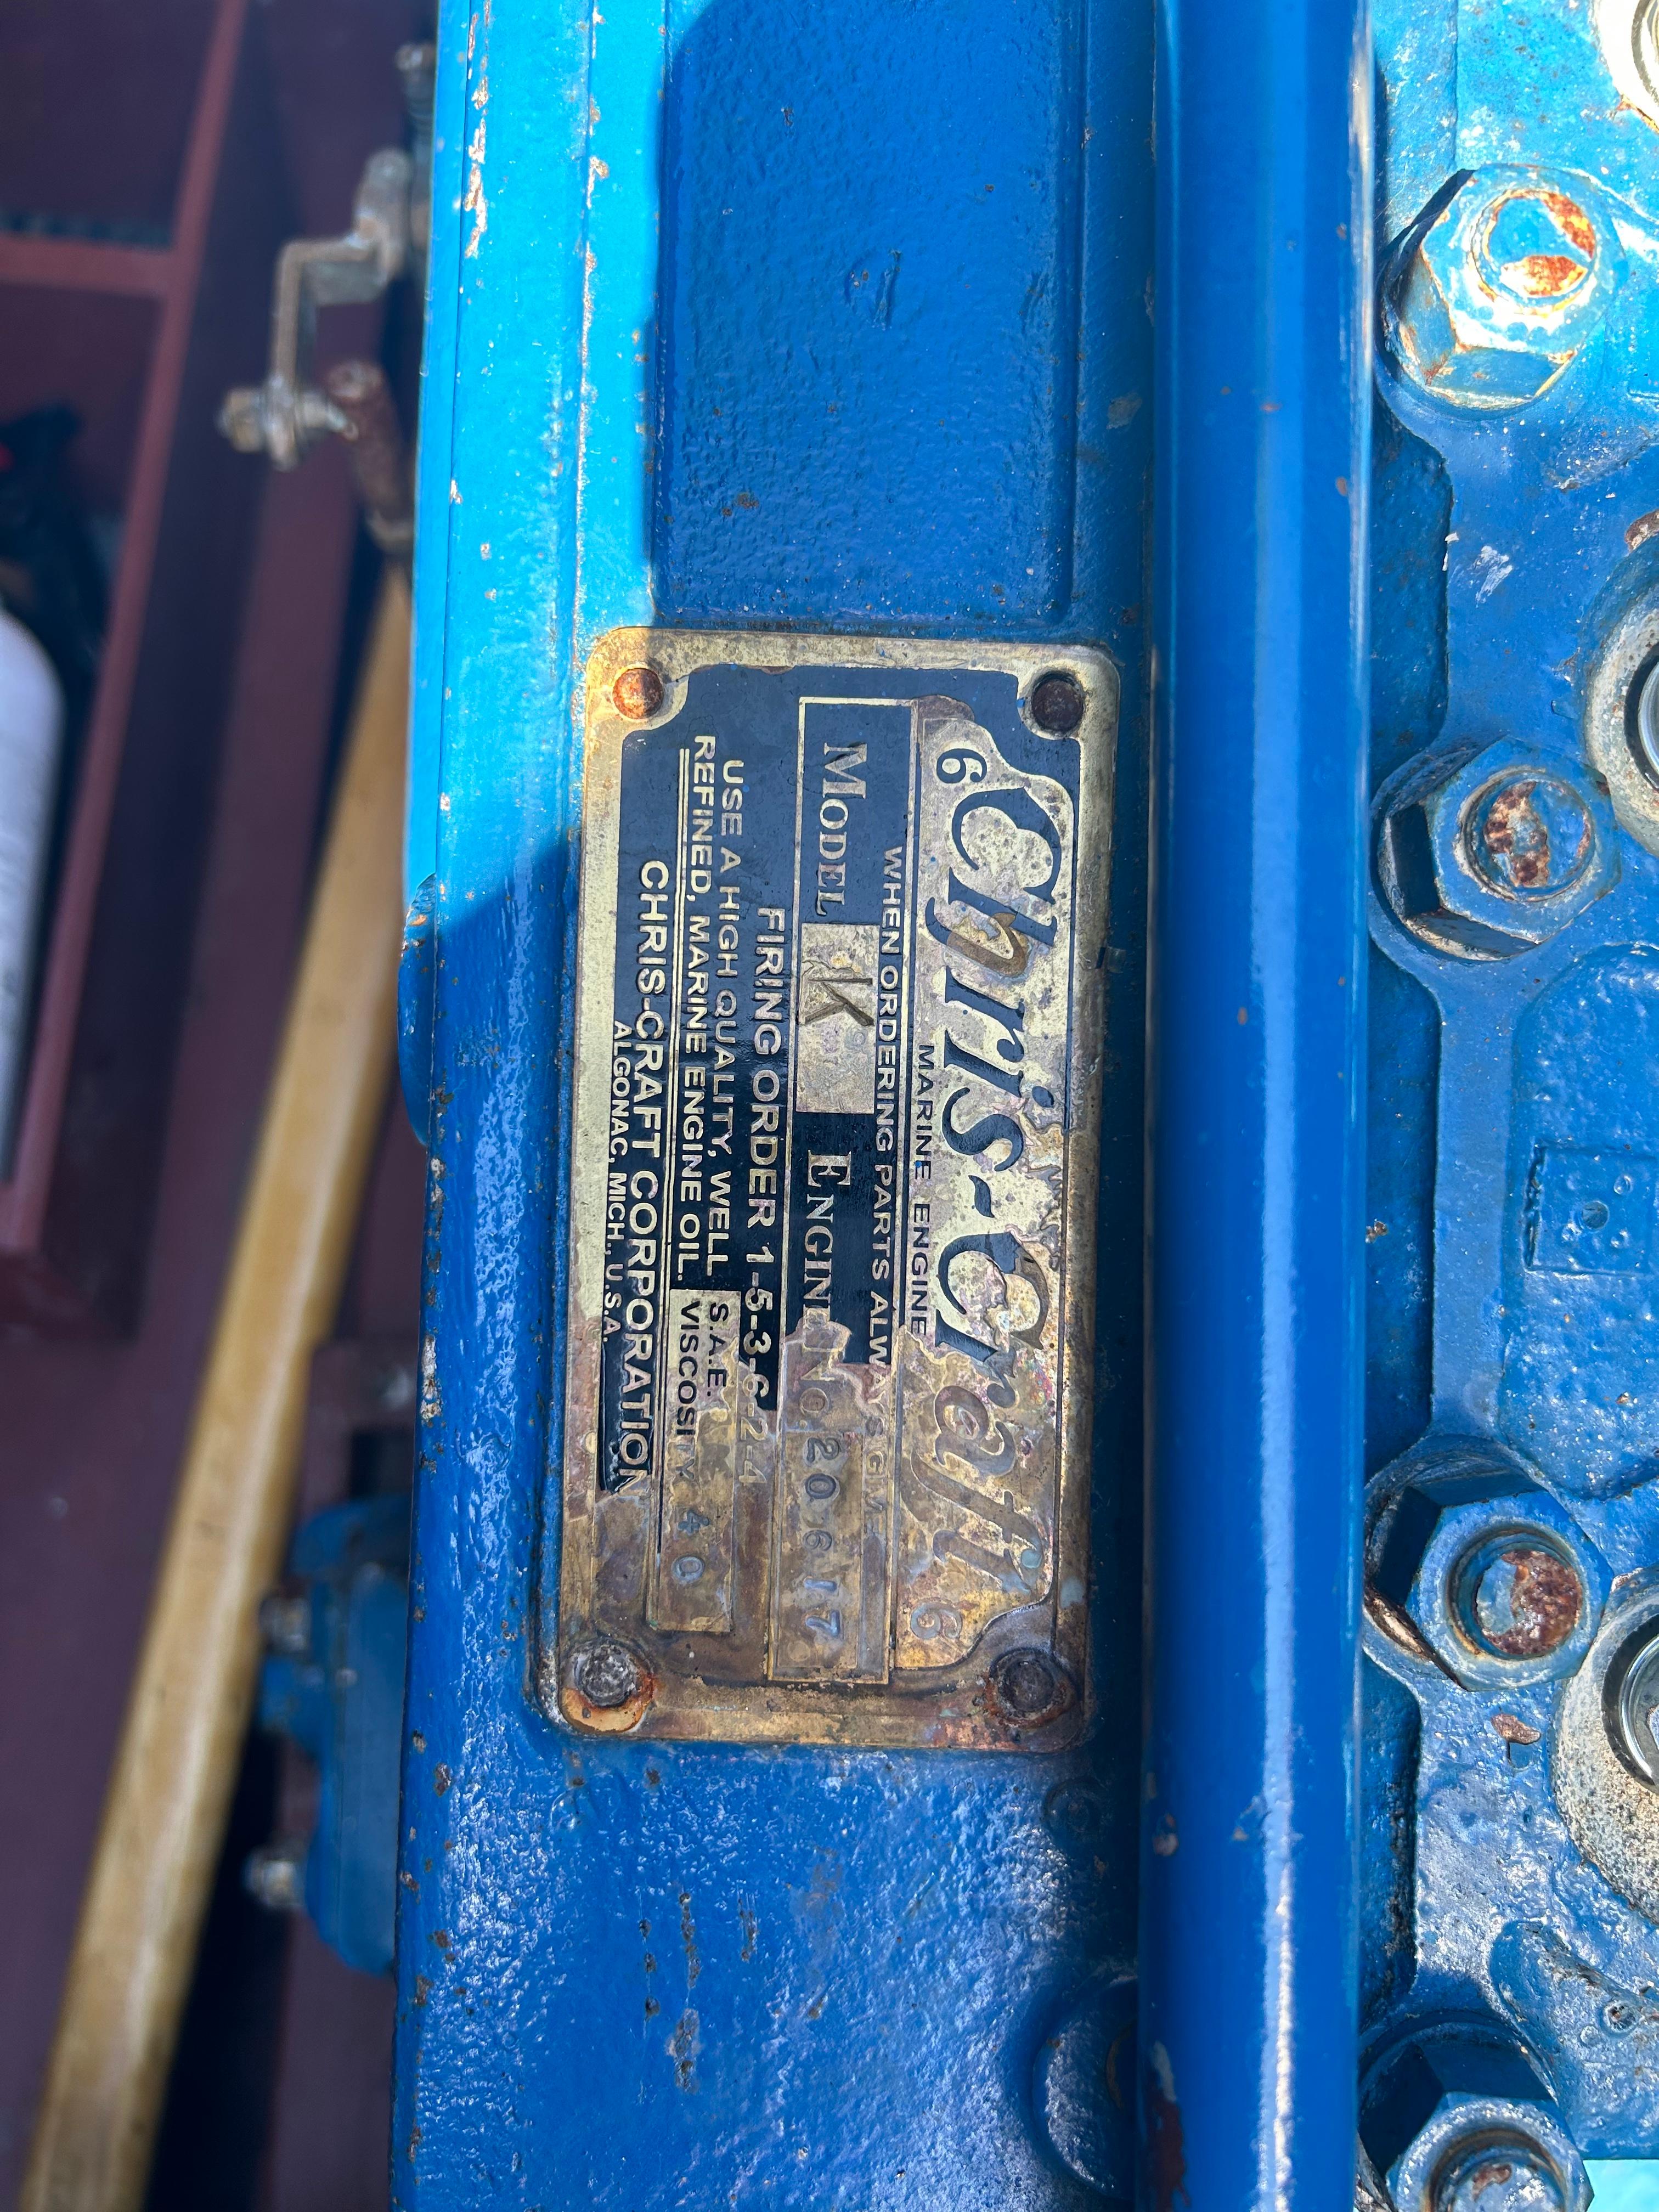 6 Chris-Craft 6
MARINE ENGINE
WHEN ORDERING PARTS ALWAYS GIVE
MODEL K ENGINE NO. 20617
FIRING ORDER 1-5-3-6-2-4
USE A HIGH QUALITY, WELL
REFINED, MARINE ENGINE OIL.
S.A.E.
VISCOSITY 40
CHRIS-CRAFT CORPORATION
ALGONAC, MICH., U.S.A.